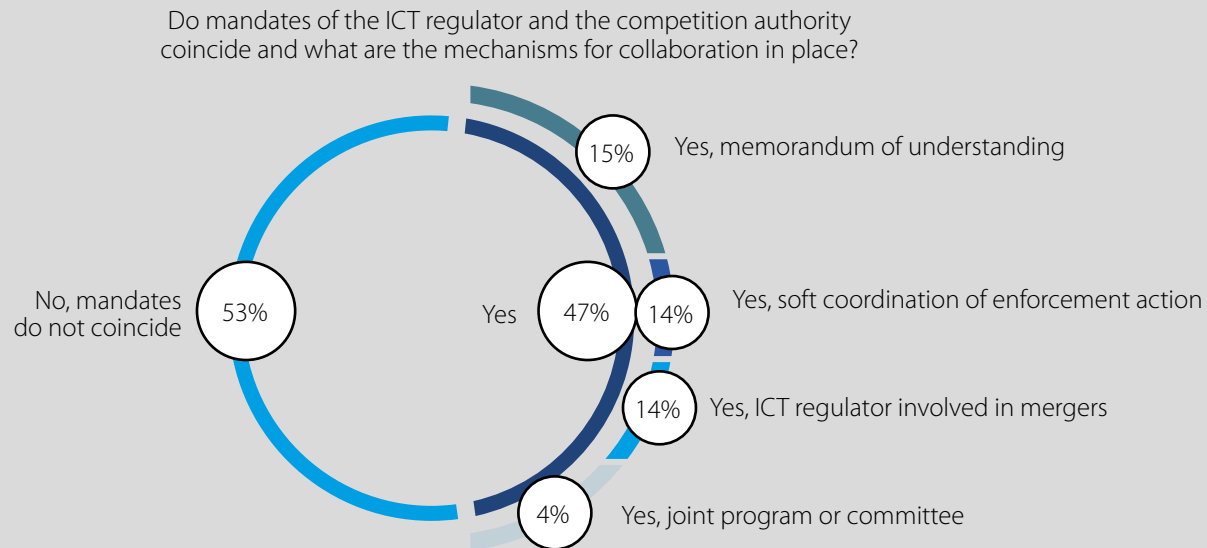 Do mandates of the ICT regulator and the competition authority
coincide and what are the mechanisms for collaboration in place?
15%
Yes, memorandum of understanding
No, mandates
do not coincide
53%
Yes
47%
14%
Yes, soft coordination of enforcement action
14%
Yes, ICT regulator involved in mergers
4%
Yes, joint program or committee